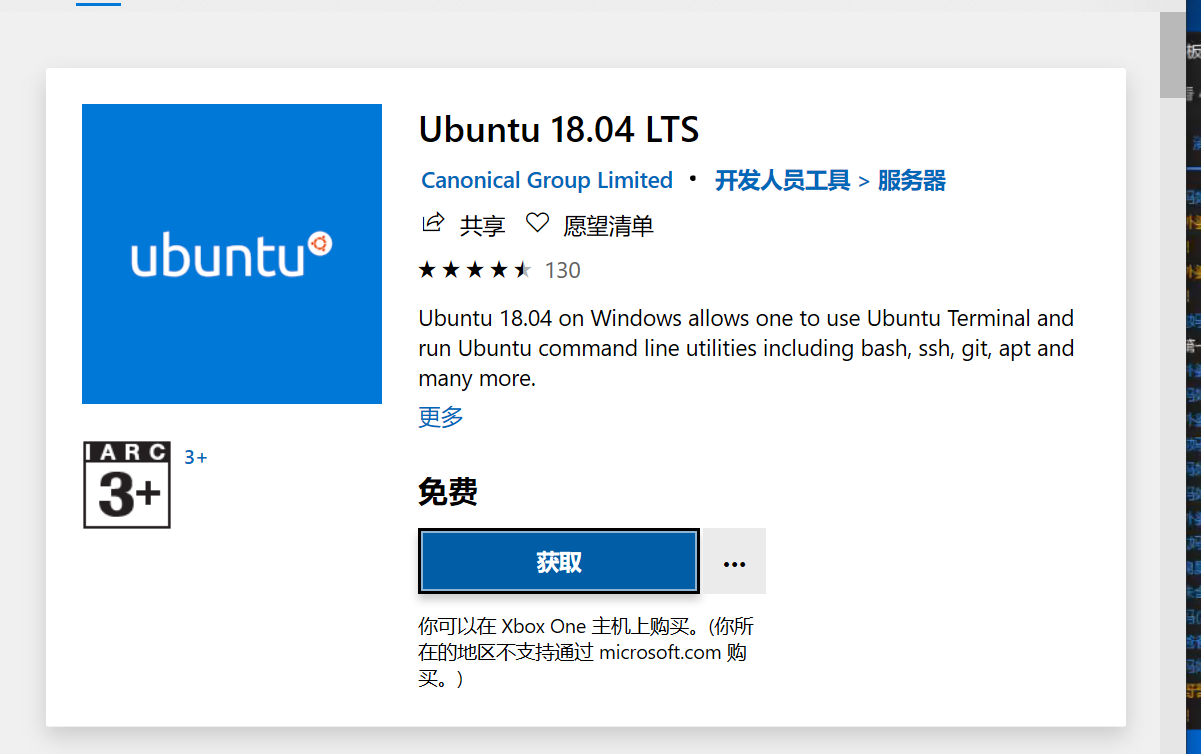 ubuntu
Ubuntu 18.04 LTS
Canonical Group Limited • 开发人员工具 > 服务器
共享 愿望清单
130
Ubuntu 18.04 on Windows allows one to use Ubuntu Terminal and
run Ubuntu command line utilities including bash, ssh, git, apt and
many more.
更多
IARC
3+
3+
免费
获取
...
你可以在 Xbox One 主机上购买。(你所
在的地区不支持通过 microsoft.com 购
买。)